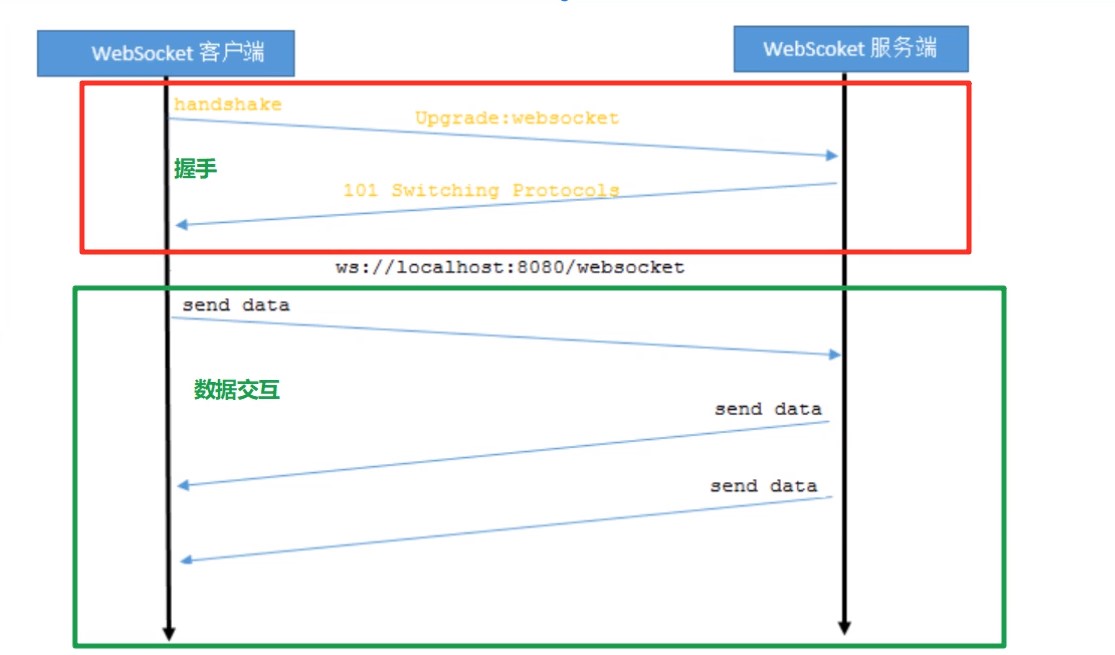 WebSocket 客户端
WebScoket 服务端
handshake
Upgrade:websocket
握手
101 Switching Protocols
ws://localhost:8080/websocket
send data
数据交互
send data
send data